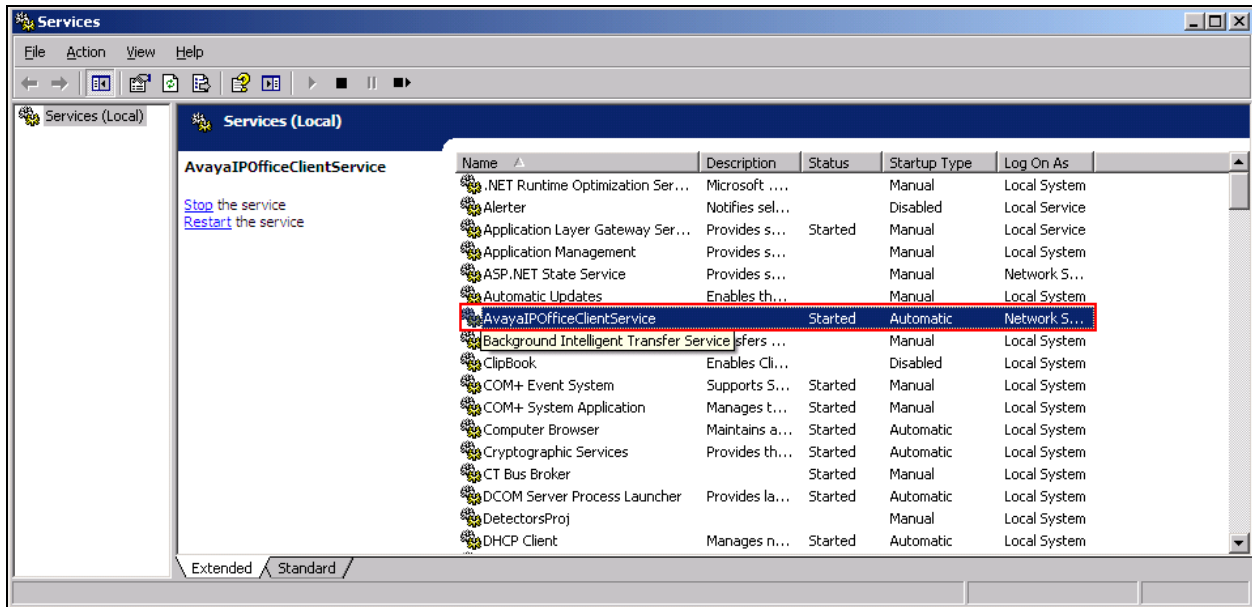 Services
File Action View Help
Services (Local)
Services (Local)
AvayaIPOfficeClientService
Stop the service
Restart the service
Name Description Status Startup Type Log On As
.NET Runtime Optimization Ser... Microsoft .... Manual Local System
Alerter Notifies sel... Disabled Local Service
Application Layer Gateway Ser... Provides s... Started Manual Local Service
Application Management Provides s... Manual Local System
ASP.NET State Service Provides s... Manual Network S...
Automatic Updates Enables th... Manual Local System
AvayaIPOfficeClientService Started Automatic Network S...
Background Intelligent Transfer Service sfers ... Manual Local System
ClipBook Enables Cli... Disabled Local System
COM+ Event System Supports S... Started Manual Local System
COM+ System Application Manages t... Started Manual Local System
Computer Browser Maintains a... Started Automatic Local System
Cryptographic Services Provides th... Started Automatic Local System
CT Bus Broker Started Manual Local System
DCOM Server Process Launcher Provides la... Started Automatic Local System
DetectorsProj Manual Local System
DHCP Client Manages n... Started Automatic Local System
Extended Standard